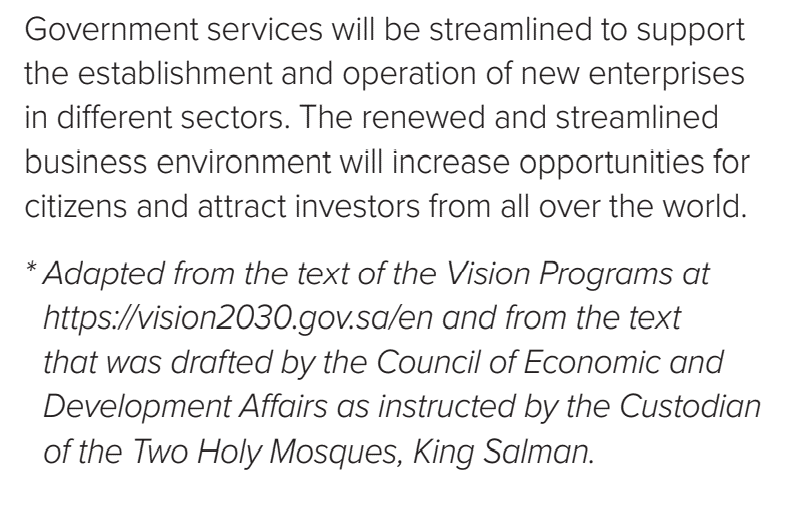 Government services will be streamlined to support
the establishment and operation of new enterprises
in different sectors. The renewed and streamlined
business environment will increase opportunities for
citizens and attract investors from all over the world.
* Adapted from the text of the Vision Programs at
https://vision2030.gov.sa/en and from the text
that was drafted by the Council of Economic and
Development Affairs as instructed by the Custodian
of the Two Holy Mosques, King Salman.